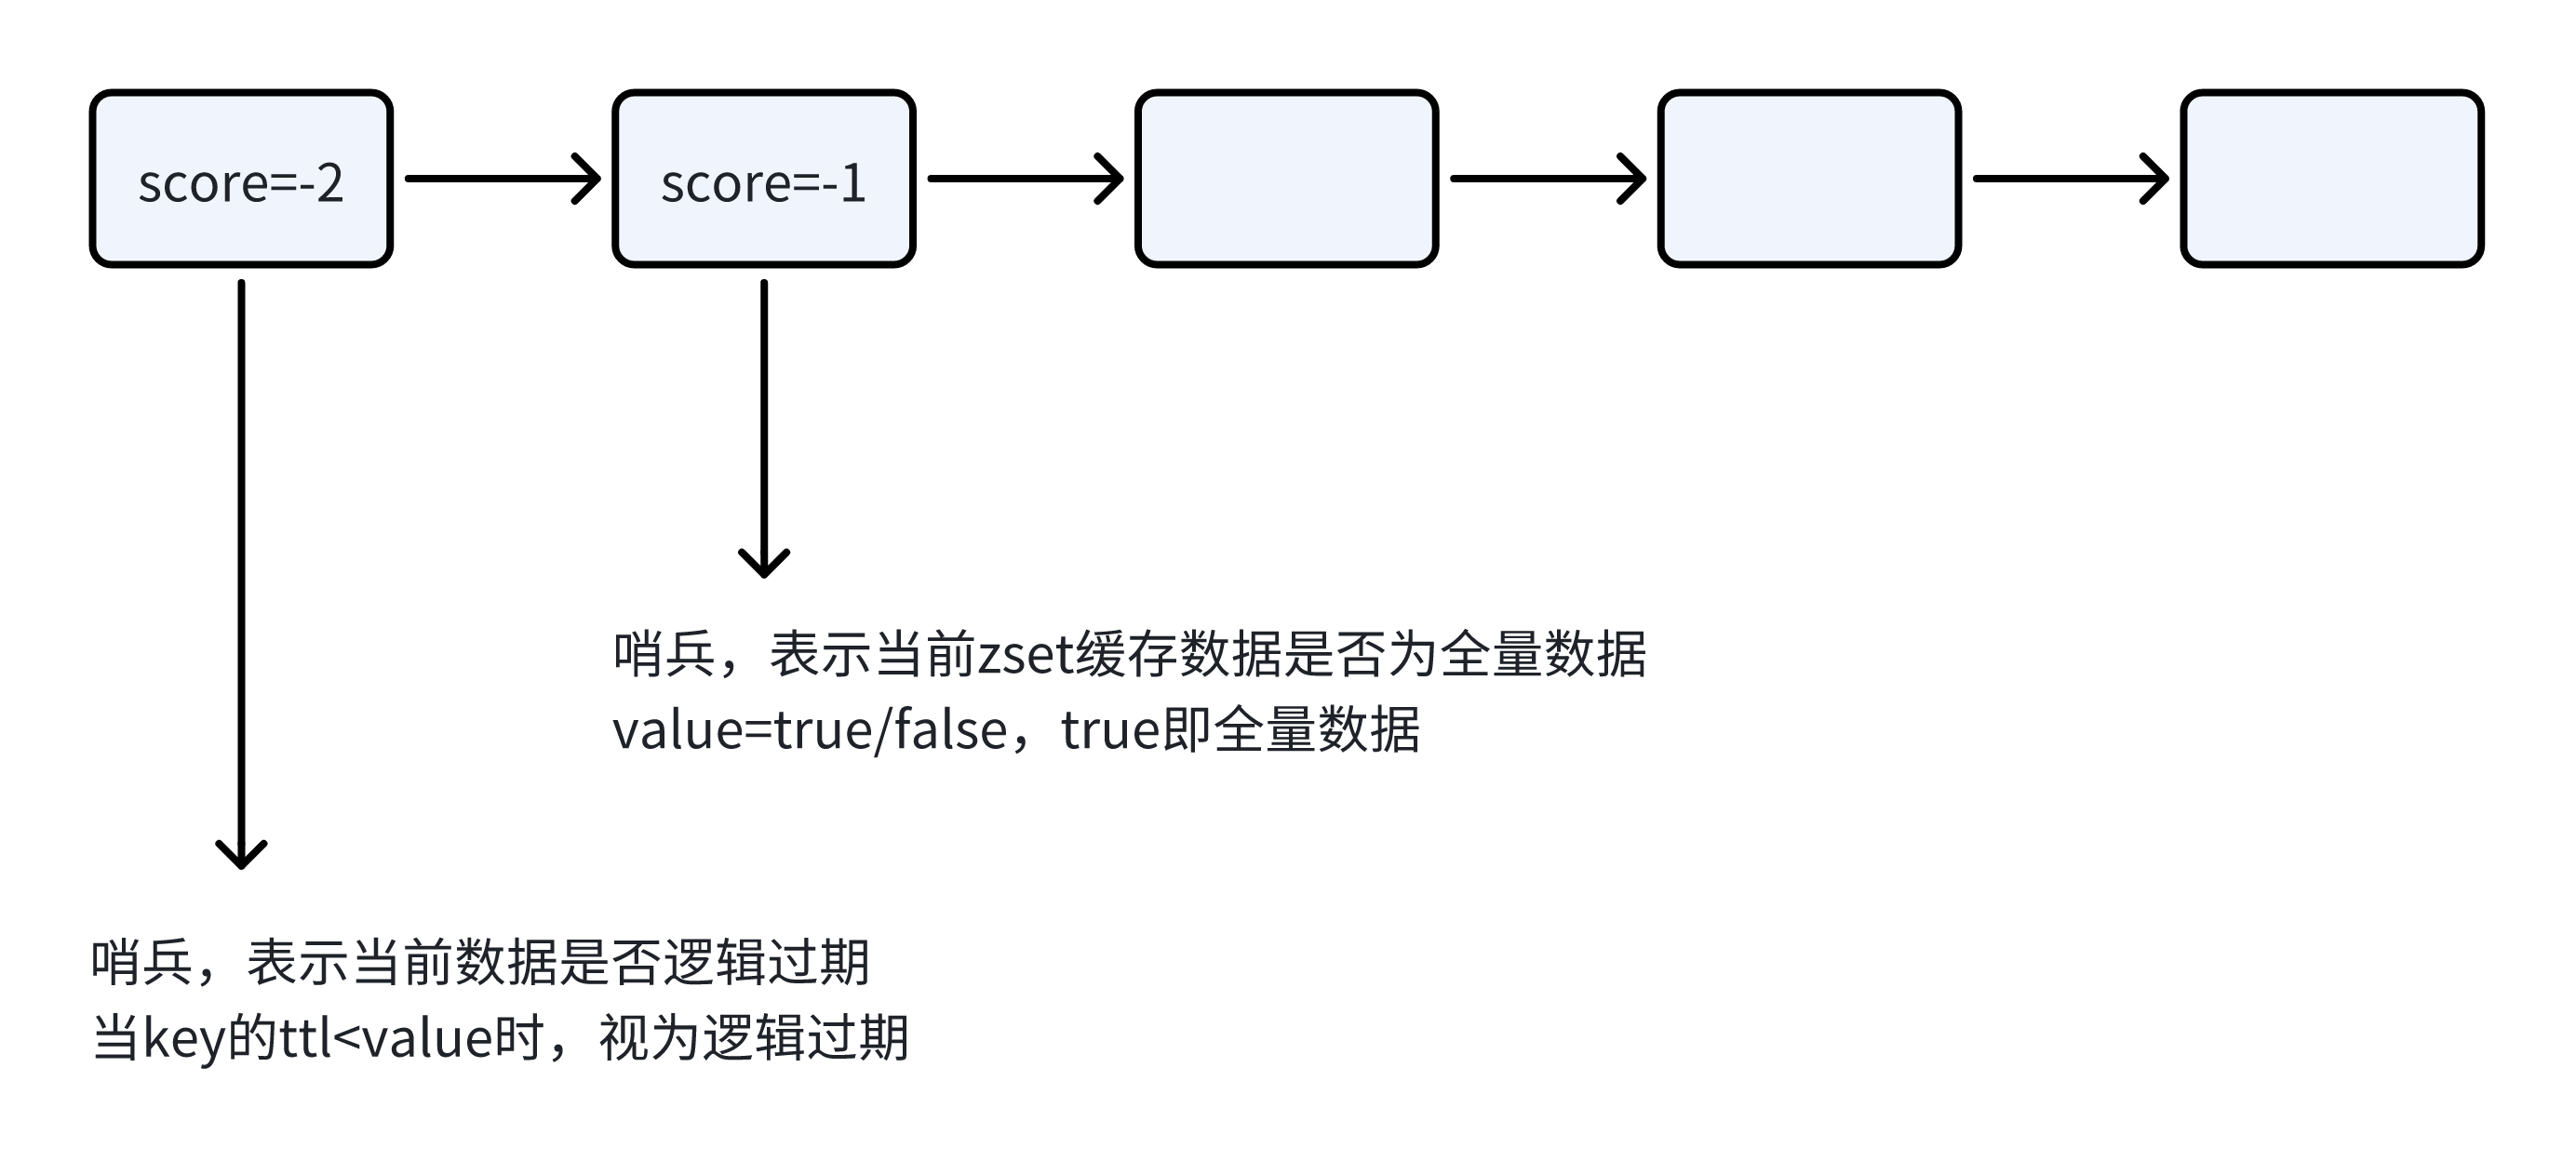 score=-2
score=-1
哨兵，表示当前zset缓存数据是否为全量数据
value=true/false，true即全量数据
哨兵，表示当前数据是否逻辑过期
当key的ttl<value时，视为逻辑过期